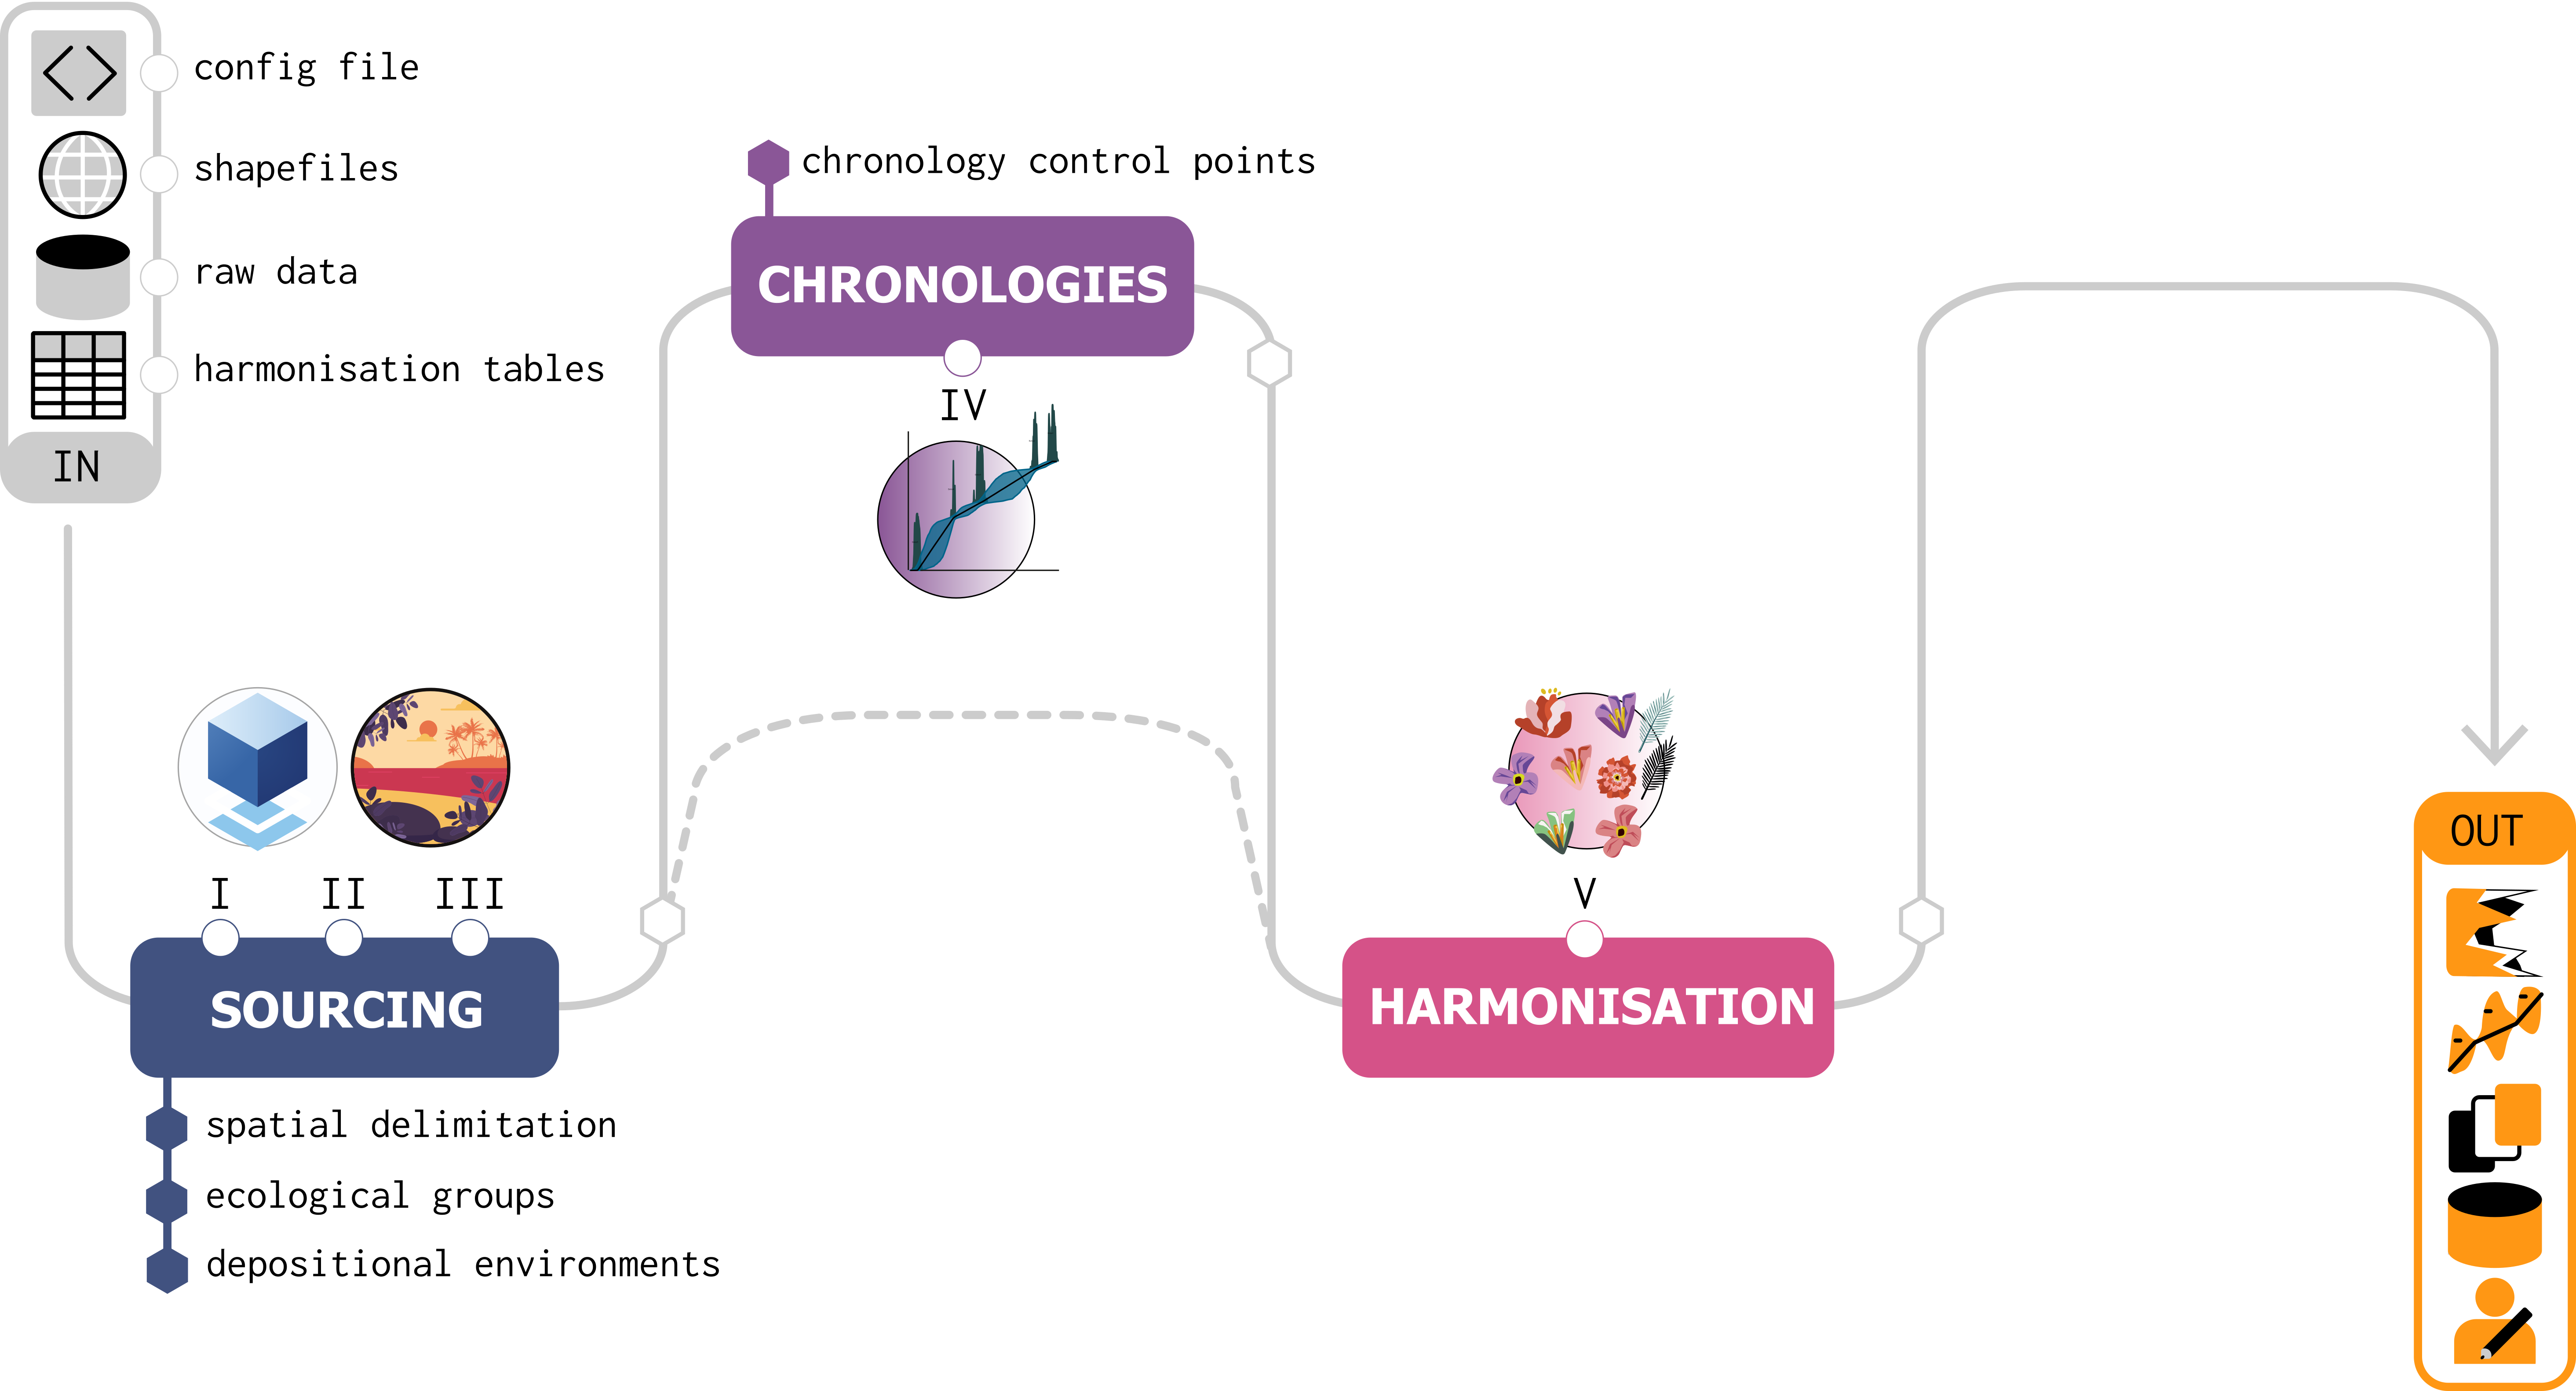 config file
shapefiles
raw data
harmonisation tables
IN
chronology control points
CHRONOLOGIES
IV
I
II
III
SOURCING
spatial delimitation
ecological groups
depositional environments
V
HARMONISATION
OUT